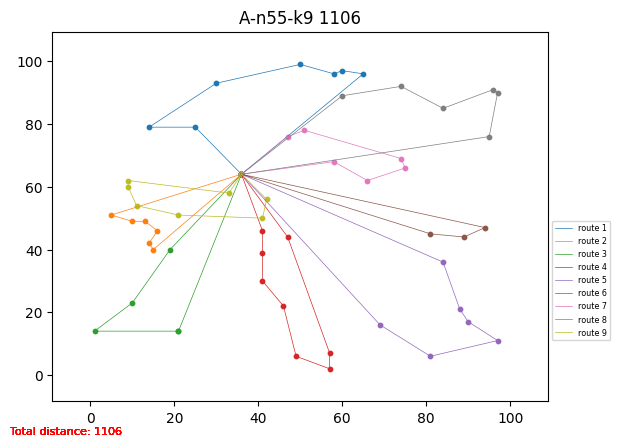 A-n55-k9 1106
100
80
60
40
20
0
0 20 40 60 80 100
route 1
route 2
route 3
route 4
route 5
route 6
route 7
route 8
route 9
Total distance: 1106